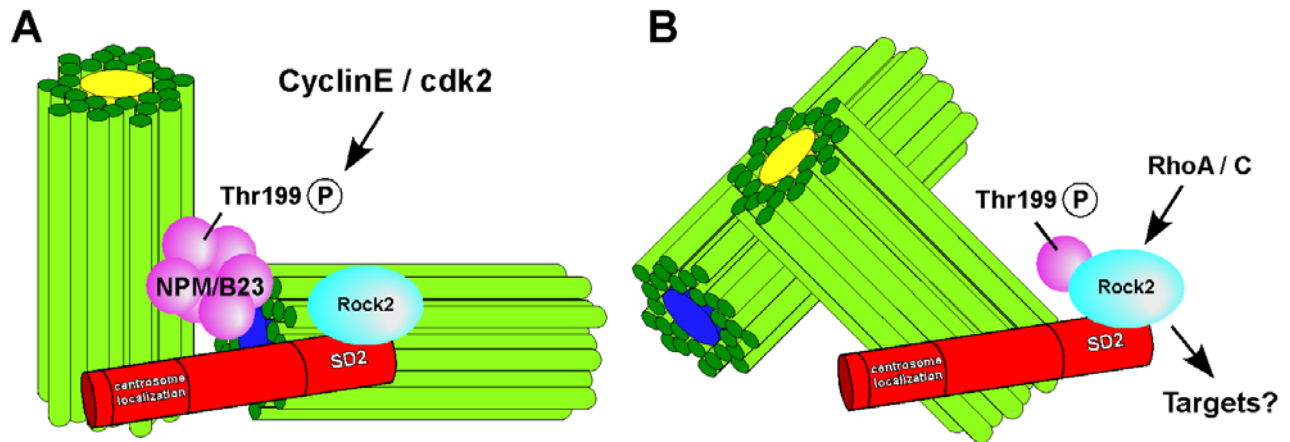 A
CyclinE / cdk2
Thr199 P
NPM/B23
Rock2
SD2
centrosome
localization
B
RhoA / C
Thr199 P
Rock2
SD2
centrosome
localization
Targets?